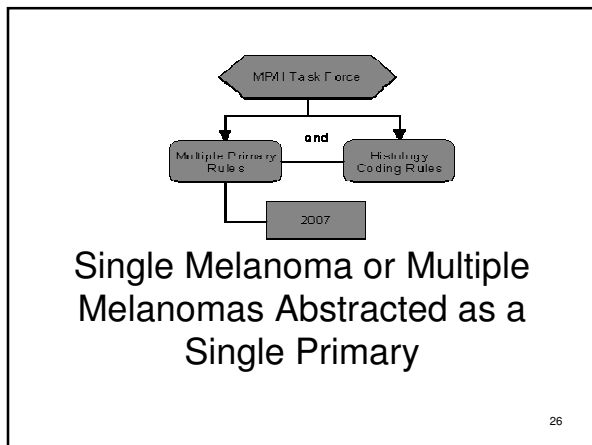 MP/H Task Force
and
Multiple Primary
Rules
Histology
Coding Rules
2007
Single Melanoma or Multiple
Melanomas Abstracted as a
Single Primary
26